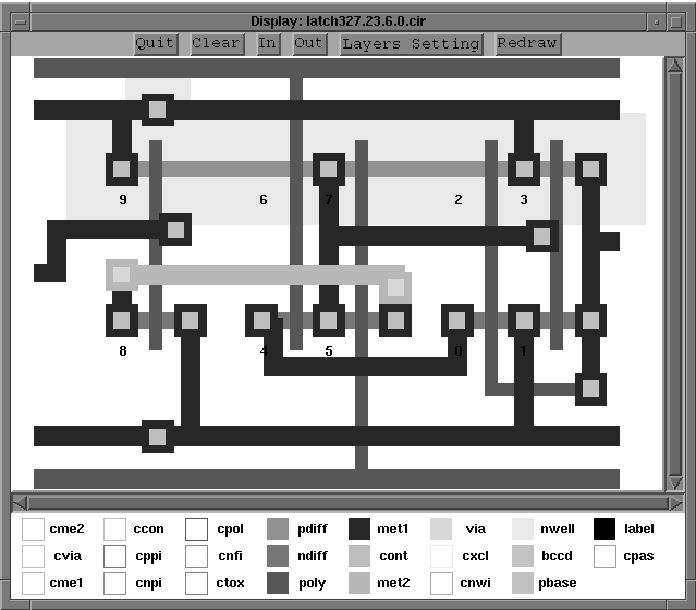 Display: latch327.23.6.0.cir
Quit Clear In Out Layers Setting Redraw
9 6 7 2 3
8 4 5 0 1
cme2 ccon cpol pdiff met1 via nwell label
cvia cppi cnfi ndiff cont cxcl bccd cpas
cme1 cnpi ctox poly met2 cnwi pbase